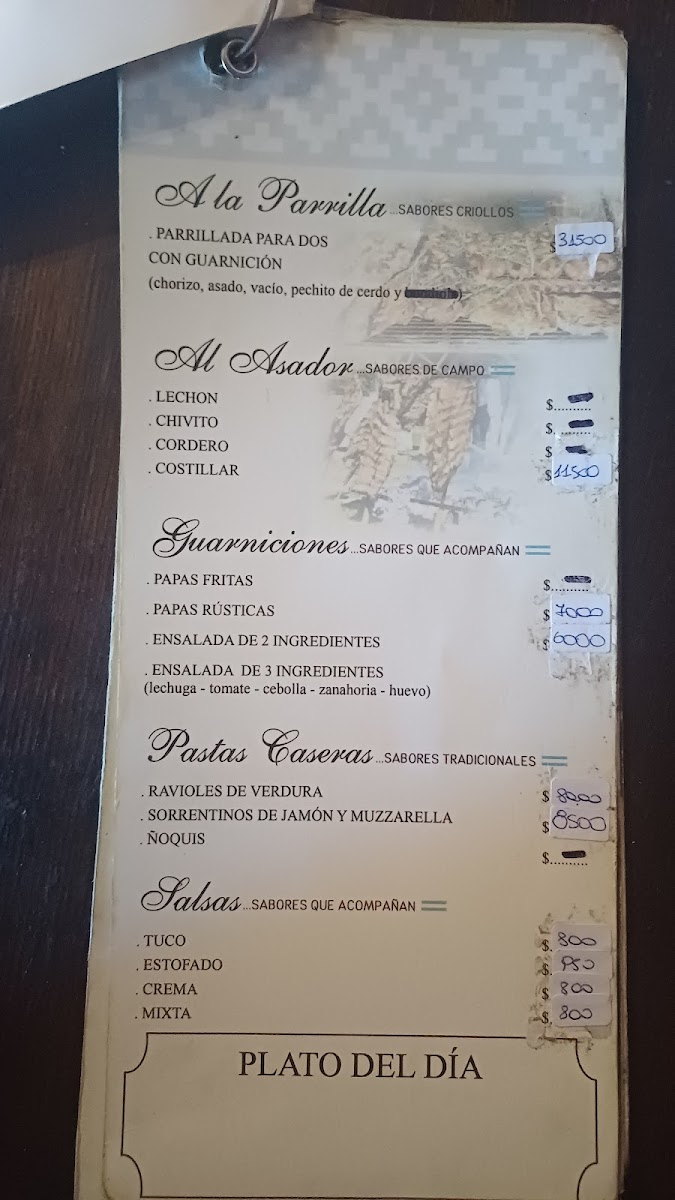 A la Parrilla...SABORES CRIOLLOS
. PARRILLADA PARA DOS $ 31500
CON GUARNICIÓN
(chorizo, asado, vacío, pechito de cerdo y )
Al Asador...SABORES DE CAMPO
. LECHON $..........
. CHIVITO $..........
. CORDERO $
. COSTILLAR $ 11500
Guarniciones...SABORES QUE ACOMPAÑAN
. PAPAS FRITAS $..........
. PAPAS RÚSTICAS $ 7000
. ENSALADA DE 2 INGREDIENTES $ 6000
. ENSALADA DE 3 INGREDIENTES
(lechuga - tomate - cebolla - zanahoria - huevo)
Pastas Caseras...SABORES TRADICIONALES
. RAVIOLES DE VERDURA $ 8000
. SORRENTINOS DE JAMÓN Y MUZZARELLA $ 8500
. ÑOQUIS $..........
Salsas...SABORES QUE ACOMPAÑAN
. TUCO $. 800
. ESTOFADO $. 950
. CREMA $ 800
. MIXTA $. 800
PLATO DEL DÍA